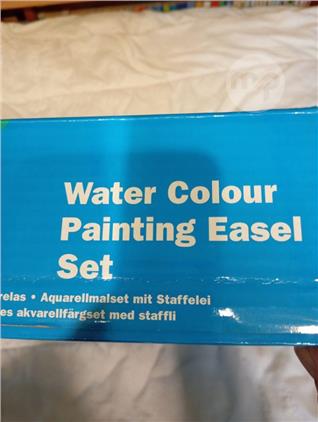 Water Colour
Painting Easel
Set
relas • Aquarellmalset mit Staffelei
es akvarellfärgset med staffli